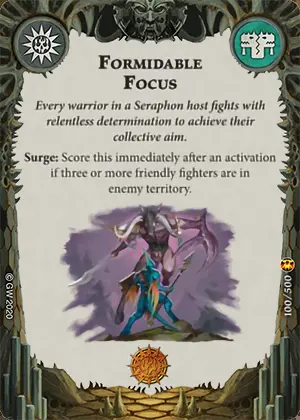 FORMIDABLE
FOCUS
Every warrior in a Seraphon host fights with
relentless determination to achieve their
collective aim.
Surge: Score this immediately after an activation
if three or more friendly fighters are in
enemy territory.
© GW 2020
100/500